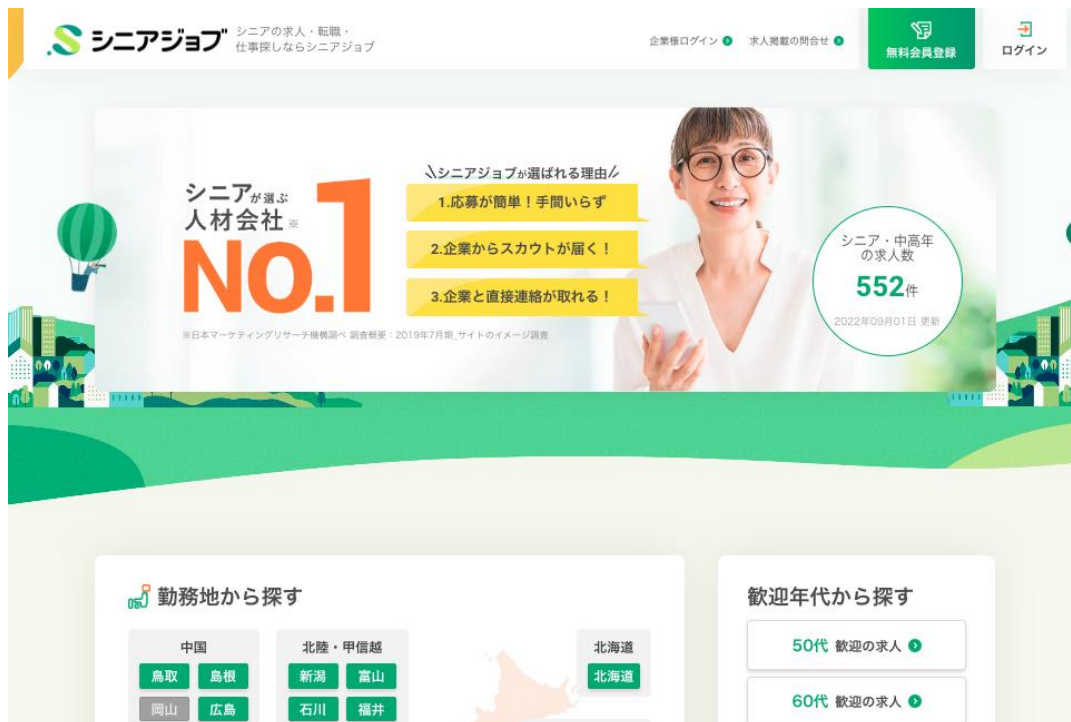 シニアジョブ
シニアの求人・転職・
仕事探しならシニアジョブ
企業様ログイン
求人掲載の問合せ
無料会員登録
ログイン
シニアが選ぶ
人材会社※
NO.1
※日本マーケティングリサーチ機構調べ 調査概要：2019年7月期_サイトのイメージ調査
\シニアジョブが選ばれる理由/
1.応募が簡単！手間いらず
2.企業からスカウトが届く！
3.企業と直接連絡が取れる！
シニア・中高年
の求人数
552件
2022年09月01日 更新
勤務地から探す
中国
鳥取 島根
岡山 広島
北陸・甲信越
新潟 富山
石川 福井
北海道
北海道
歓迎年代から探す
50代 歓迎の求人
60代 歓迎の求人